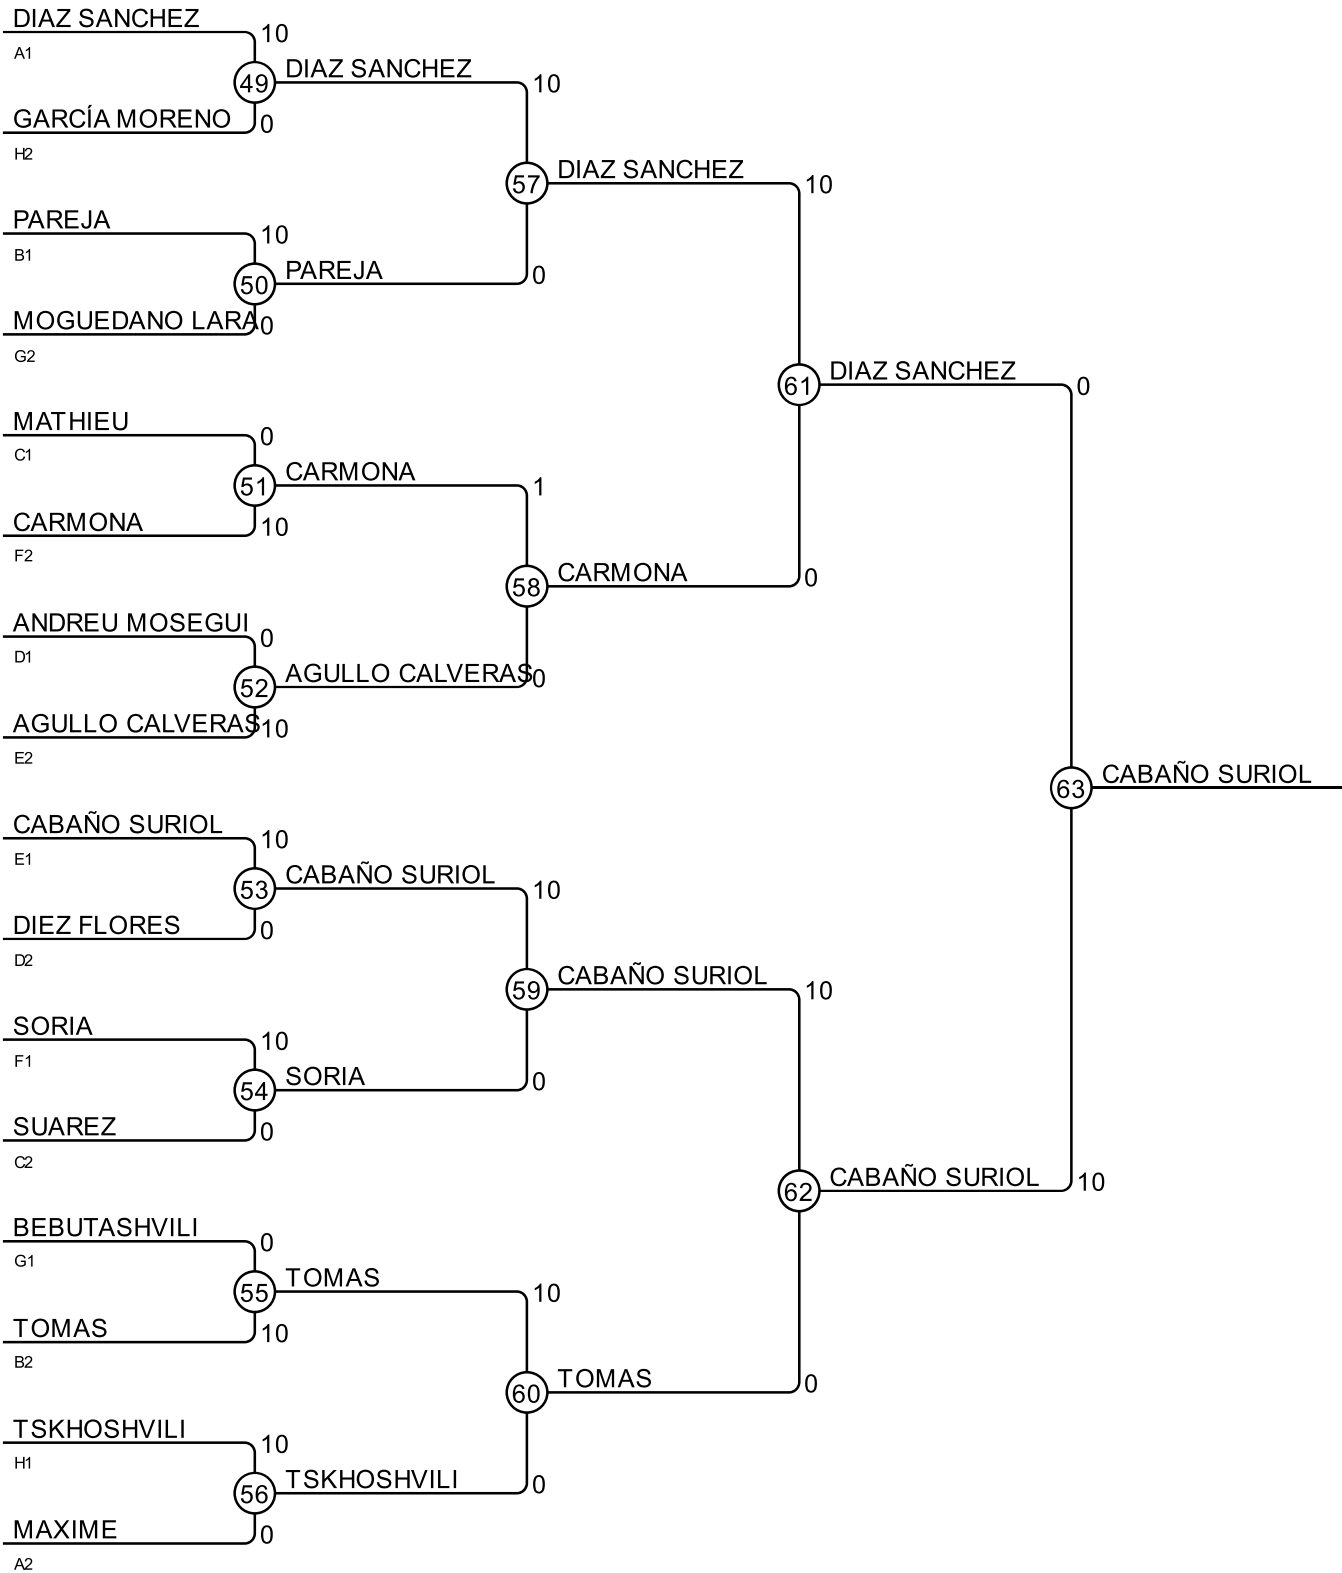 DIAZ SANCHEZ
10
A1
49
DIAZ SANCHEZ
10
GARCÍA MORENO
0
H2
57
DIAZ SANCHEZ
10
PAREJA
10
B1
50
PAREJA
0
MOGUEDANO LARA
0
G2
61
DIAZ SANCHEZ
0
MATHIEU
0
C1
51
CARMONA
1
CARMONA
10
F2
58
CARMONA
0
ANDREU MOSEGUI
0
D1
52
AGULLO CALVERAS
0
AGULLO CALVERAS
10
E2
63
CABAÑO SURIOL
CABAÑO SURIOL
10
E1
53
CABAÑO SURIOL
10
DIEZ FLORES
0
D2
59
CABAÑO SURIOL
10
SORIA
10
F1
54
SORIA
0
SUAREZ
0
C2
62
CABAÑO SURIOL
10
BEBUTASHVILI
0
G1
55
TOMAS
10
TOMAS
10
B2
60
TOMAS
0
TSKHOSHVILI
10
H1
56
TSKHOSHVILI
0
MAXIME
0
A2